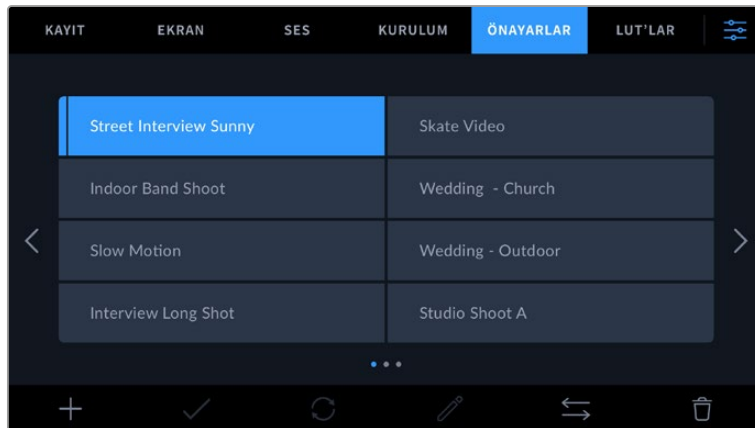 KAYIT EKRAN SES KURULUM ÖNAYARLAR LUT'LAR
Street Interview Sunny Skate Video
Indoor Band Shoot Wedding - Church
Slow Motion Wedding - Outdoor
Interview Long Shot Studio Shoot A